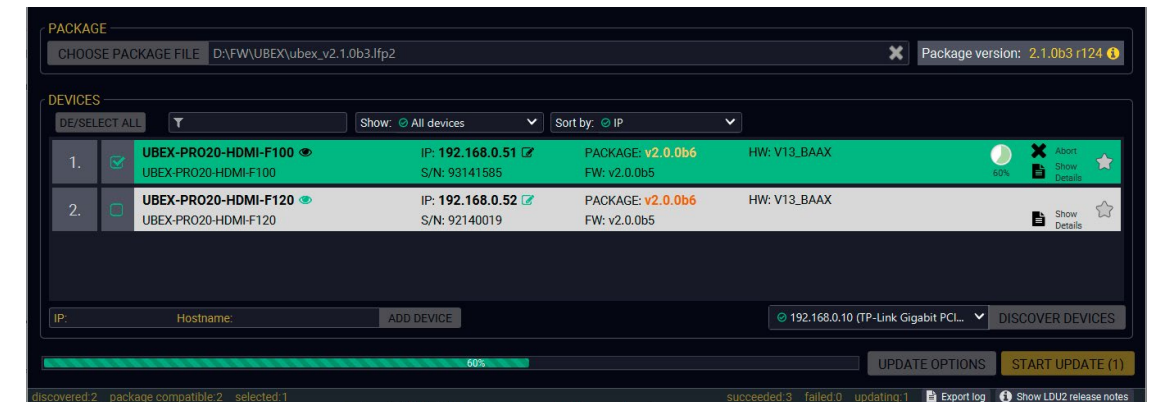 PACKAGE
CHOOSE PACKAGE FILE D:\FW\UBEX\ubex_v2.1.0b3.lfp2 Package version: 2.1.0b3 r124
DEVICES
DE/SELECT ALL Show: All devices Sort by: IP
1. UBEX-PRO20-HDMI-F100 IP: 192.168.0.51 PACKAGE: v2.0.0b6 HW: V13_BAAX Abort
UBEX-PRO20-HDMI-F100 S/N: 93141585 FW: v2.0.0b5 60% Show Details
2. UBEX-PRO20-HDMI-F120 IP: 192.168.0.52 PACKAGE: v2.0.0b6 HW: V13_BAAX
UBEX-PRO20-HDMI-F120 S/N: 92140019 FW: v2.0.0b5 Show Details
IP: Hostname: ADD DEVICE 192.168.0.10 (TP-Link Gigabit PCI... DISCOVER DEVICES
60% UPDATE OPTIONS START UPDATE (1)
discovered:2 package compatible:2 selected:1 succeeded:3 failed:0 updating:1 Export log Show LDU2 release notes